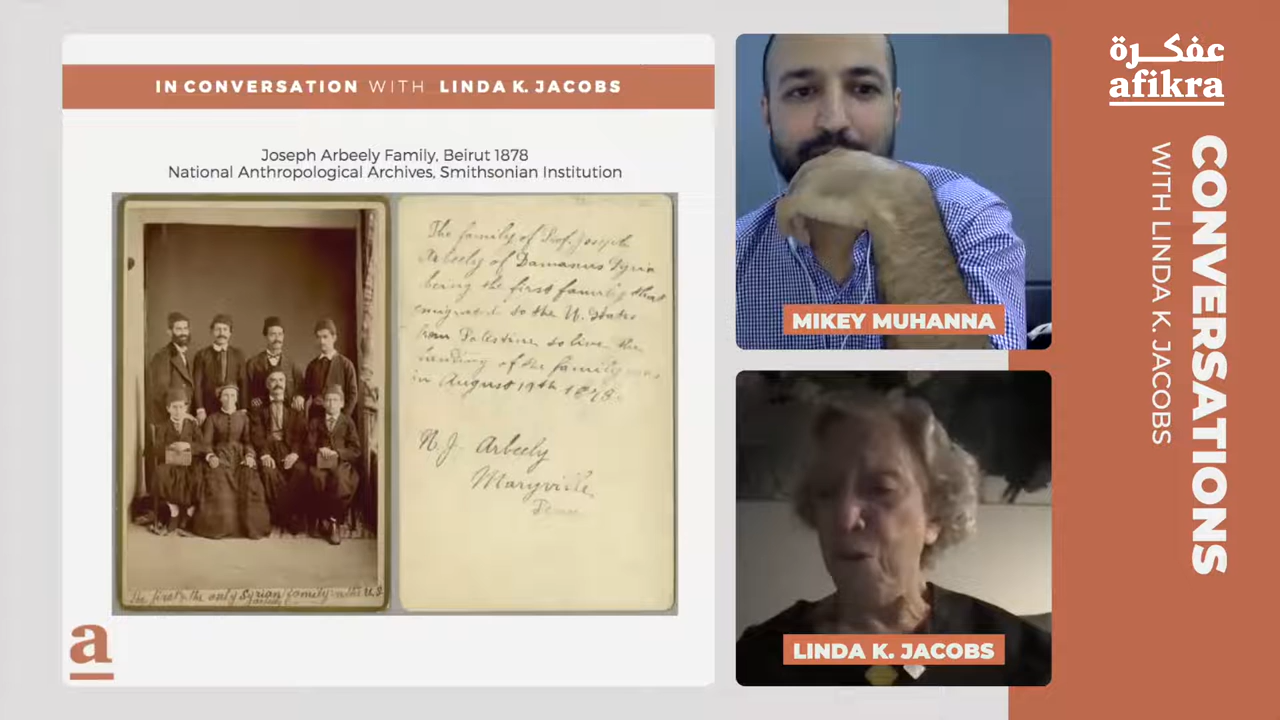 IN CONVERSATION WITH LINDA K. JACOBS
Joseph Arbeely Family, Beirut 1878
National Anthropological Archives, Smithsonian Institution
The family of Prof. Joseph
Arbeely of Damascus Syria
being the first family that
emigrated to the U. States
from Palestine so live the
landing of the family was
in August 19th 1878.
N. J. Arbeely
Maryville
Tenn
The first & the only Syrian family in the U.S.
a
MIKEY MUHANNA
LINDA K. JACOBS
عفكرة
afikra
CONVERSATIONS
WITH LINDA K. JACOBS